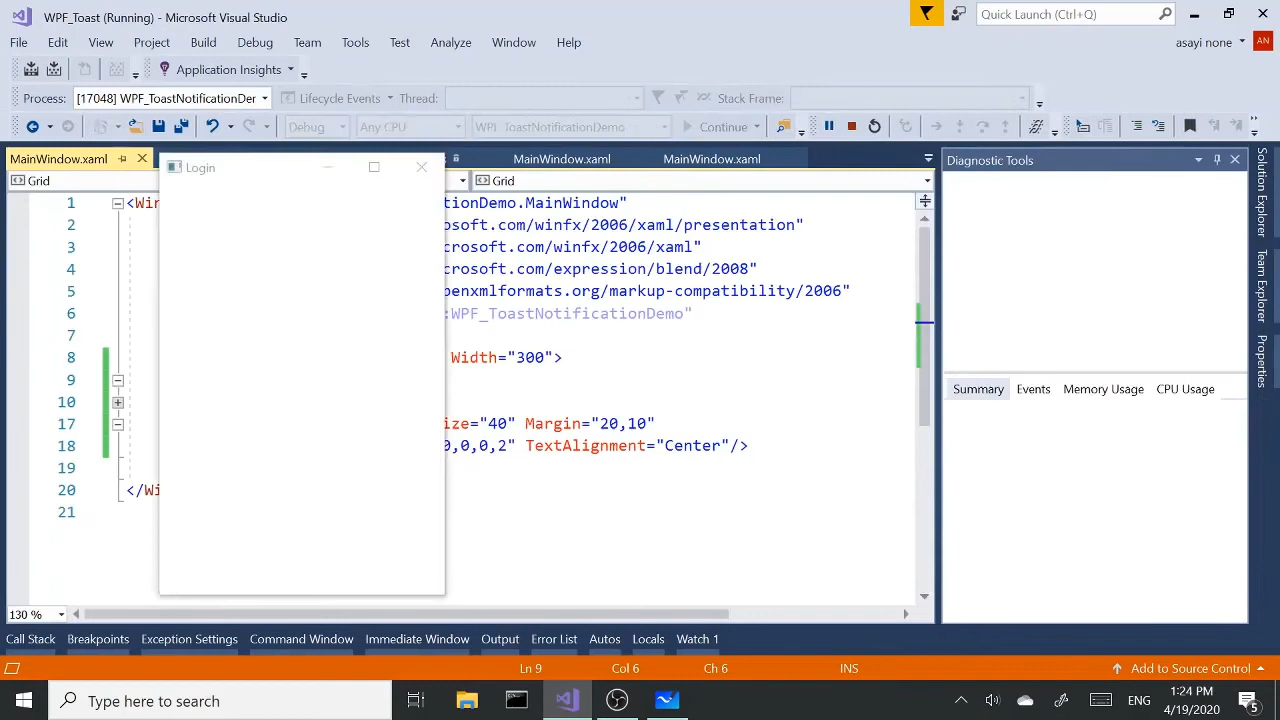 WPF_Toast (Running) - Microsoft Visual Studio
Quick Launch (Ctrl+Q)
File Edit View Project Build Debug Team Tools Test Analyze Window Help
asayi none AN
Application Insights
Process: [17048] WPF_ToastNotificationDer Lifecycle Events Thread: Stack Frame:
Debug Any CPU WPF_ToastNotificationDemo Continue
MainWindow.xaml MainWindow.xaml MainWindow.xaml
Login
Diagnostic Tools
Grid Grid
1 <Win tionDemo.MainWindow"
2 osoft.com/winfx/2006/xaml/presentation"
3 crosoft.com/winfx/2006/xaml"
4 crosoft.com/expression/blend/2008"
5 penxmlformats.org/markup-compatibility/2006"
6 :WPF_ToastNotificationDemo"
7
8 Width="300">
9
10
17 ize="40" Margin="20,10"
18 0,0,0,2" TextAlignment="Center"/>
19
20 </Wi
21
Summary Events Memory Usage CPU Usage
Solution Explorer
Team Explorer
Properties
130 %
Call Stack Breakpoints Exception Settings Command Window Immediate Window Output Error List Autos Locals Watch 1
Ln 9 Col 6 Ch 6 INS Add to Source Control
Type here to search
ENG
1:24 PM
4/19/2020
5